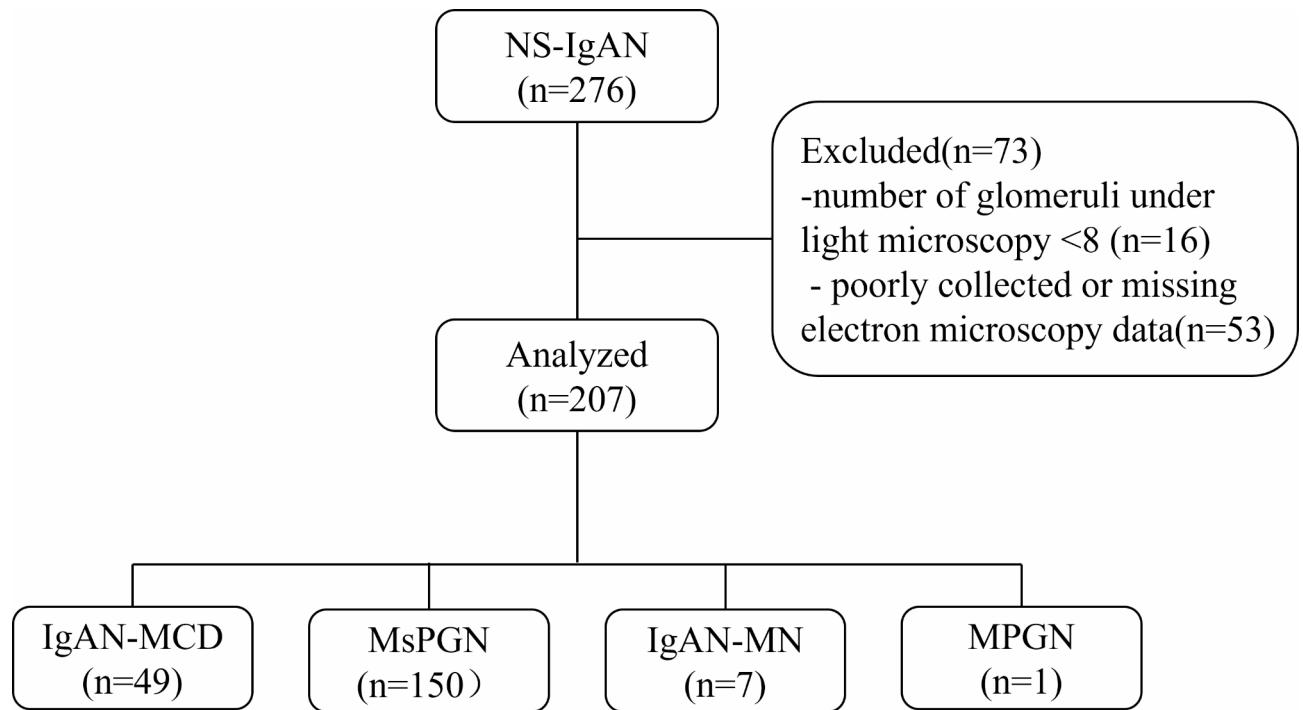 NS-IgAN
(n=276)
Excluded(n=73)
-number of glomeruli under
light microscopy <8 (n=16)
- poorly collected or missing
electron microscopy data(n=53)
Analyzed
(n=207)
IgAN-MCD
(n=49)
MsPGN
(n=150）
IgAN-MN
(n=7)
MPGN
(n=1)